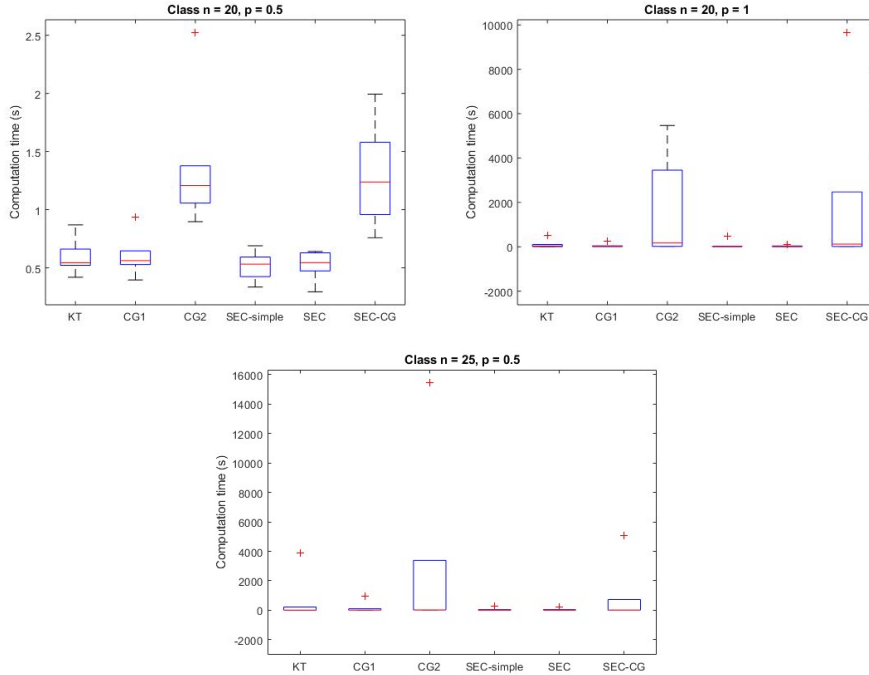 Class n = 20, p = 0.5
Computation time (s)
2.5
2
1.5
1
0.5
KT CG1 CG2 SEC-simple SEC SEC-CG
Class n = 20, p = 1
Computation time (s)
10000
8000
6000
4000
2000
0
-2000
KT CG1 CG2 SEC-simple SEC SEC-CG
Class n = 25, p = 0.5
Computation time (s)
16000
14000
12000
10000
8000
6000
4000
2000
0
-2000
KT CG1 CG2 SEC-simple SEC SEC-CG